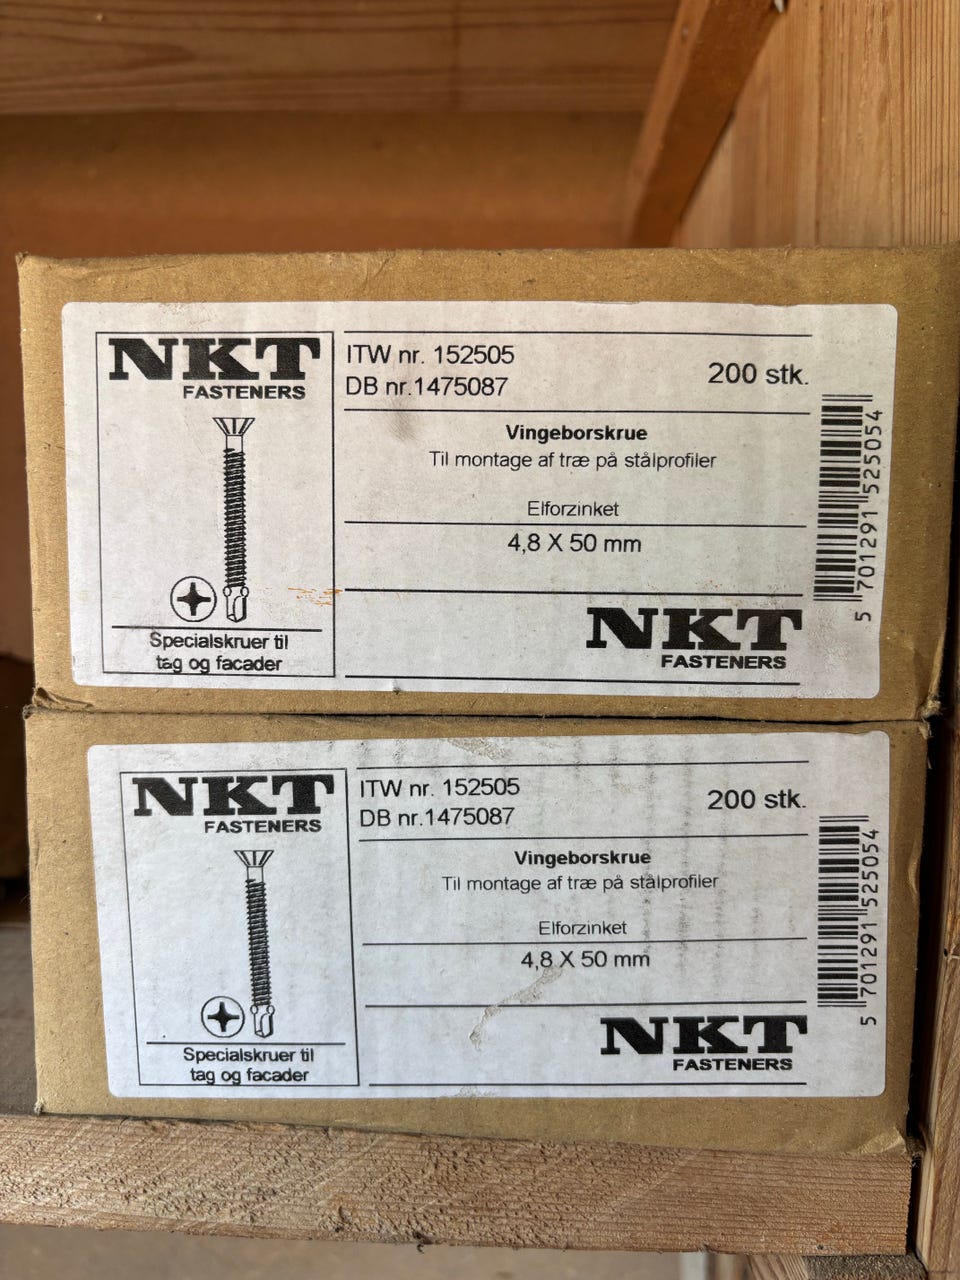 NKT
FASTENERS
ITW nr. 152505
DB nr.1475087
200 stk.
Vingeborskrue
Til montage af træ på stålprofiler
Elforzinket
4,8 X 50 mm
Specialskruer til
tag og facader
NKT
FASTENERS
5 701291 525054
NKT
FASTENERS
ITW nr. 152505
DB nr.1475087
200 stk.
Vingeborskrue
Til montage af træ på stålprofiler
Elforzinket
4,8 X 50 mm
Specialskruer til
tag og facader
NKT
FASTENERS
5 701291 525054